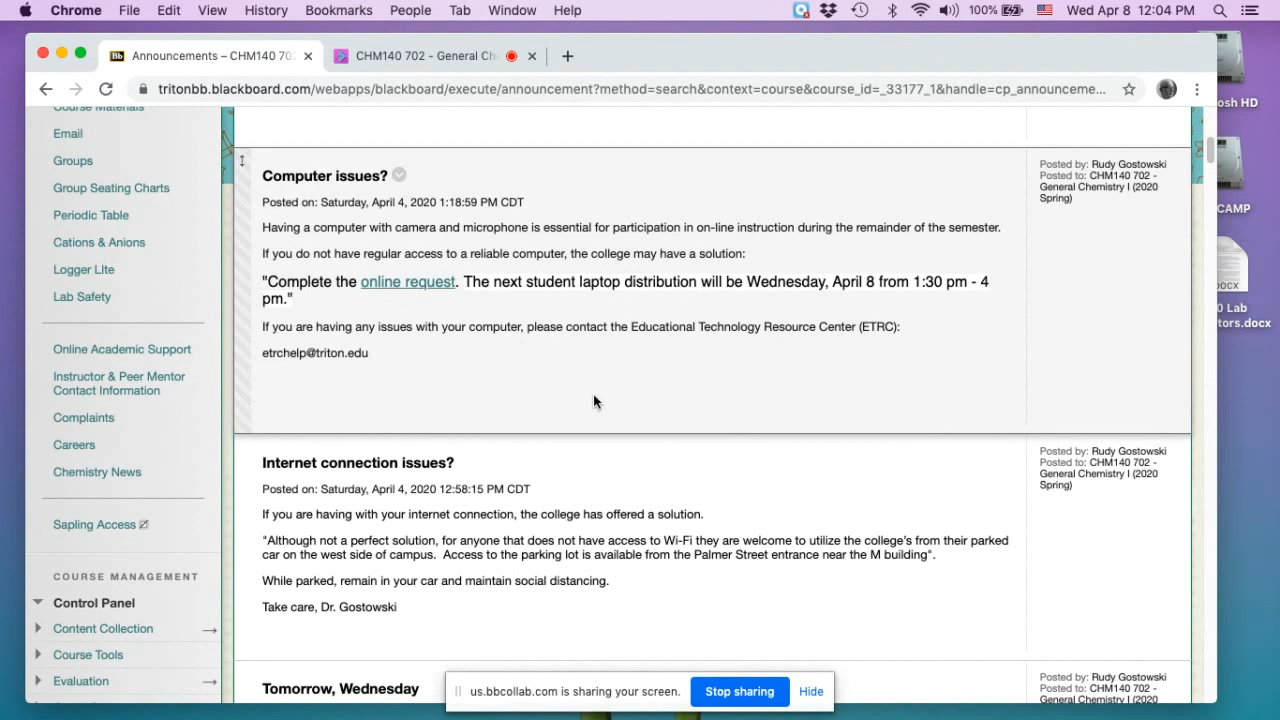 Chrome File Edit View History Bookmarks People Tab Window Help 100% Wed Apr 8 12:04 PM
Announcements – CHM140 702 CHM140 702 - General Ch
tritonbb.blackboard.com/webapps/blackboard/execute/announcement?method=search&context=course&course_id=_33177_1&handle=cp_announceme...
Course Materials
Email
Groups
Group Seating Charts
Periodic Table
Cations & Anions
Logger LIte
Lab Safety
Online Academic Support
Instructor & Peer Mentor
Contact Information
Complaints
Careers
Chemistry News
Sapling Access
COURSE MANAGEMENT
Control Panel
Content Collection
Course Tools
Evaluation
Computer issues?
Posted on: Saturday, April 4, 2020 1:18:59 PM CDT
Having a computer with camera and microphone is essential for participation in on-line instruction during the remainder of the semester.
If you do not have regular access to a reliable computer, the college may have a solution:
"Complete the online request. The next student laptop distribution will be Wednesday, April 8 from 1:30 pm - 4
pm."
If you are having any issues with your computer, please contact the Educational Technology Resource Center (ETRC):
etrchelp@triton.edu
Posted by: Rudy Gostowski
Posted to: CHM140 702 -
General Chemistry I (2020
Spring)
Internet connection issues?
Posted on: Saturday, April 4, 2020 12:58:15 PM CDT
If you are having with your internet connection, the college has offered a solution.
"Although not a perfect solution, for anyone that does not have access to Wi-Fi they are welcome to utilize the college's from their parked
car on the west side of campus. Access to the parking lot is available from the Palmer Street entrance near the M building".
While parked, remain in your car and maintain social distancing.
Take care, Dr. Gostowski
Posted by: Rudy Gostowski
Posted to: CHM140 702 -
General Chemistry I (2020
Spring)
Tomorrow, Wednesday
Posted by: Rudy Gostowski
Posted to: CHM140 702 -
General Chemistry I (2020
us.bbcollab.com is sharing your screen. Stop sharing Hide
osh HD
CAMP
OCX
0 Lab
tors.docx